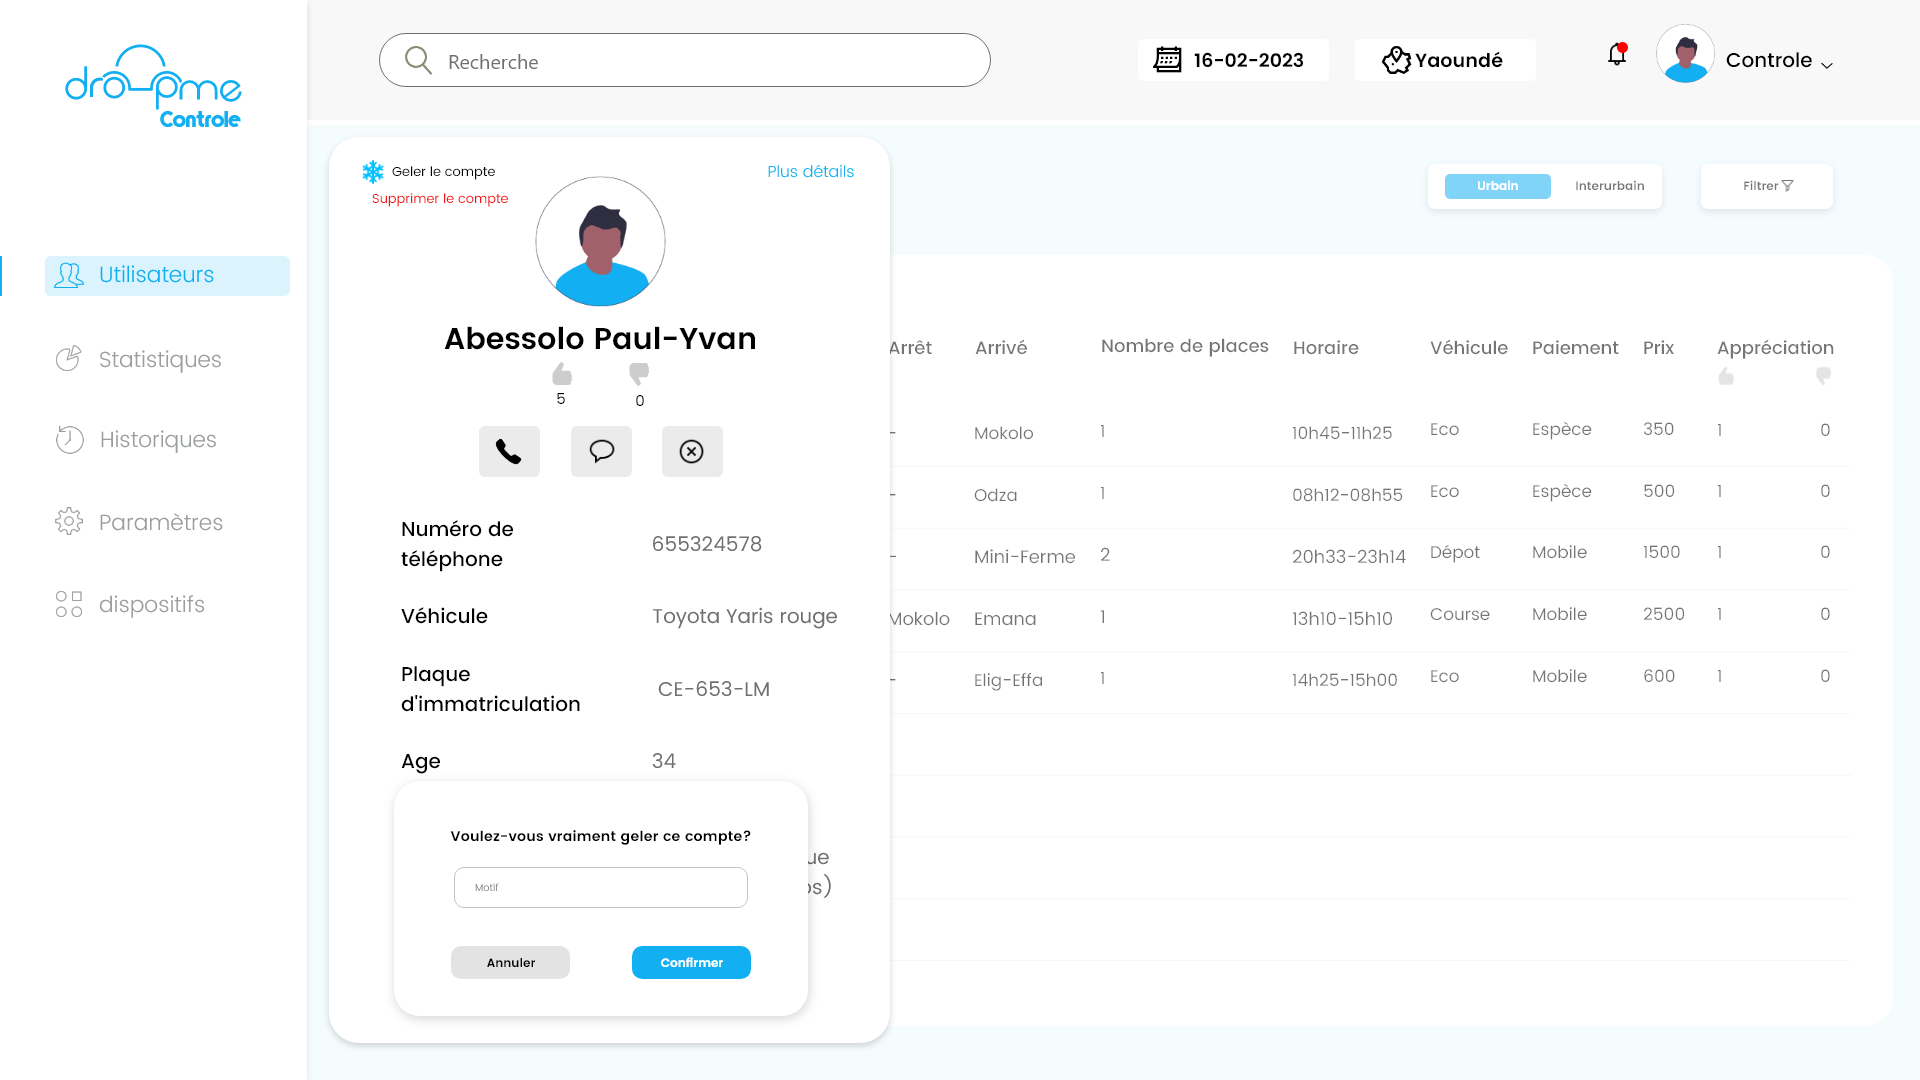 dropme
Controle
Recherche
16-02-2023
Yaoundé
Controle
Utilisateurs
Statistiques
Historiques
Paramètres
dispositifs
Geler le compte
Supprimer le compte
Plus détails
Abessolo Paul-Yvan
5 0
Numéro de
téléphone
655324578
Véhicule Toyota Yaris rouge
Plaque
d'immatriculation
CE-653-LM
Age 34
Voulez-vous vraiment geler ce compte?
Motif
Annuler Confirmer
Urbain Interurbain
Filtrer
Arrêt Arrivé Nombre de places Horaire Véhicule Paiement Prix Appréciation
- Mokolo 1 10h45-11h25 Eco Espèce 350 1 0
- Odza 1 08h12-08h55 Eco Espèce 500 1 0
- Mini-Ferme 2 20h33-23h14 Dépot Mobile 1500 1 0
Mokolo Emana 1 13h10-15h10 Course Mobile 2500 1 0
- Elig-Effa 1 14h25-15h00 Eco Mobile 600 1 0